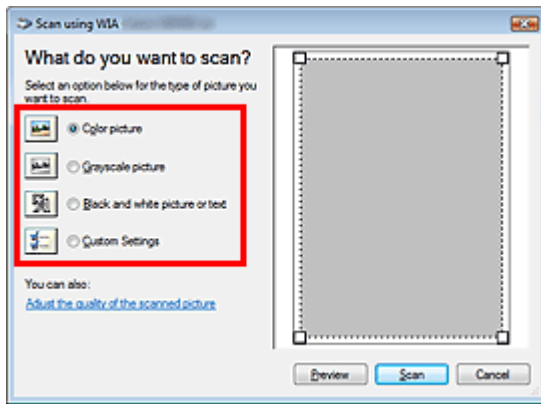 Scan using WIA
What do you want to scan?
Select an option below for the type of picture you
want to scan.
Color picture
Grayscale picture
Black and white picture or text
Custom Settings
You can also:
Adjust the quality of the scanned picture
Preview
Scan
Cancel